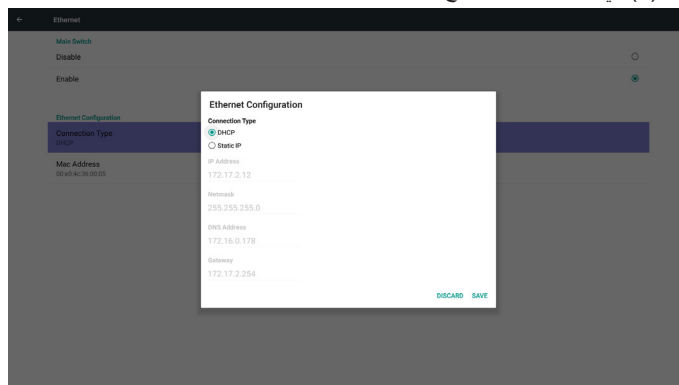 Ethernet
Main Switch
Disable
Enable
Ethernet Configuration
Connection Type
DHCP
Mac Address
00:e0:4c:36:00:05
Ethernet Configuration
Connection Type
DHCP
Static IP
IP Address
172.17.2.12
Netmask
255.255.255.0
DNS Address
172.16.0.178
Gateway
172.17.2.254
DISCARD SAVE